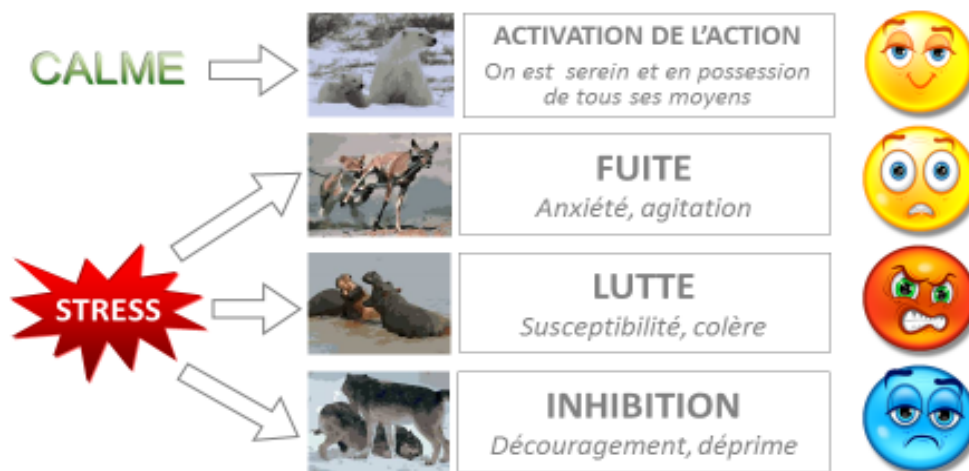 CALME
ACTIVATION DE L’ACTION
On est serein et en possession
de tous ses moyens
FUITE
Anxiété, agitation
STRESS
LUTTE
Susceptibilité, colère
INHIBITION
Découragement, déprime